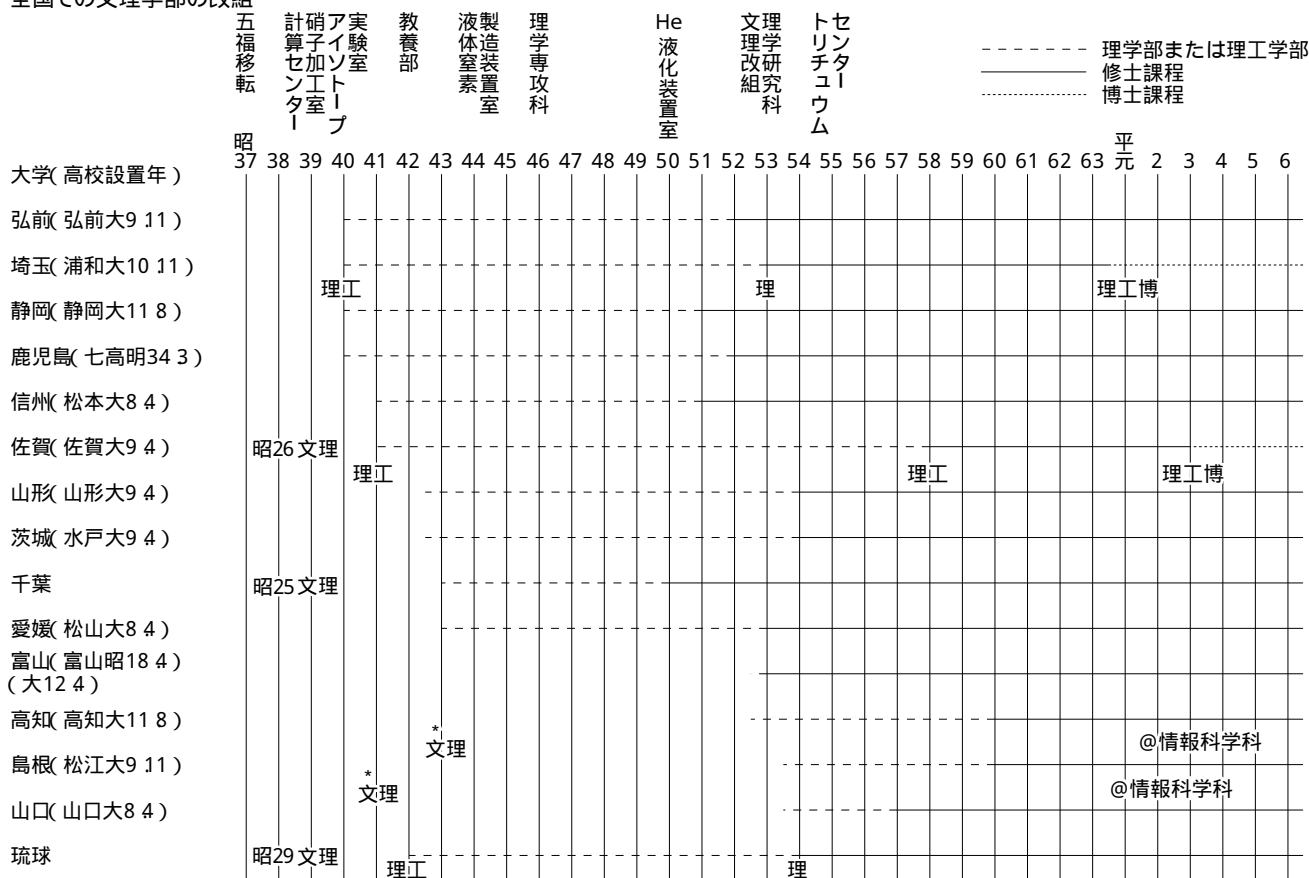 全国での文理学部の改組
五福移転
計算センター
硝子加工室
アイソトープ
実験室
教養部
液体窒素
製造装置室
理学専攻科
He液化装置室
文理改組
理学研究科
トリチュウム
センター
理学部または理工学部
修士課程
博士課程
昭 平
37 38 39 40 41 42 43 44 45 46 47 48 49 50 51 52 53 54 55 56 57 58 59 60 61 62 63 元 2 3 4 5 6
大学(高校設置年)
弘前(弘前大9.11)
埼玉(浦和大10.11)
理工 理 理工博
静岡(静岡大11 8)
鹿児島(七高明34 3)
信州(松本大8 4)
佐賀(佐賀大9 4) 昭26 文理
理工 理工 理工博
山形(山形大9 4)
茨城(水戸大9 4)
千葉 昭25 文理
愛媛(松山大8 4)
富山(富山昭18 4)
(大12 4)
高知(高知大11 8)
*文理 @情報科学科
島根(松江大9.11)
*文理 @情報科学科
山口(山口大8 4)
琉球 昭29 文理
理工 理